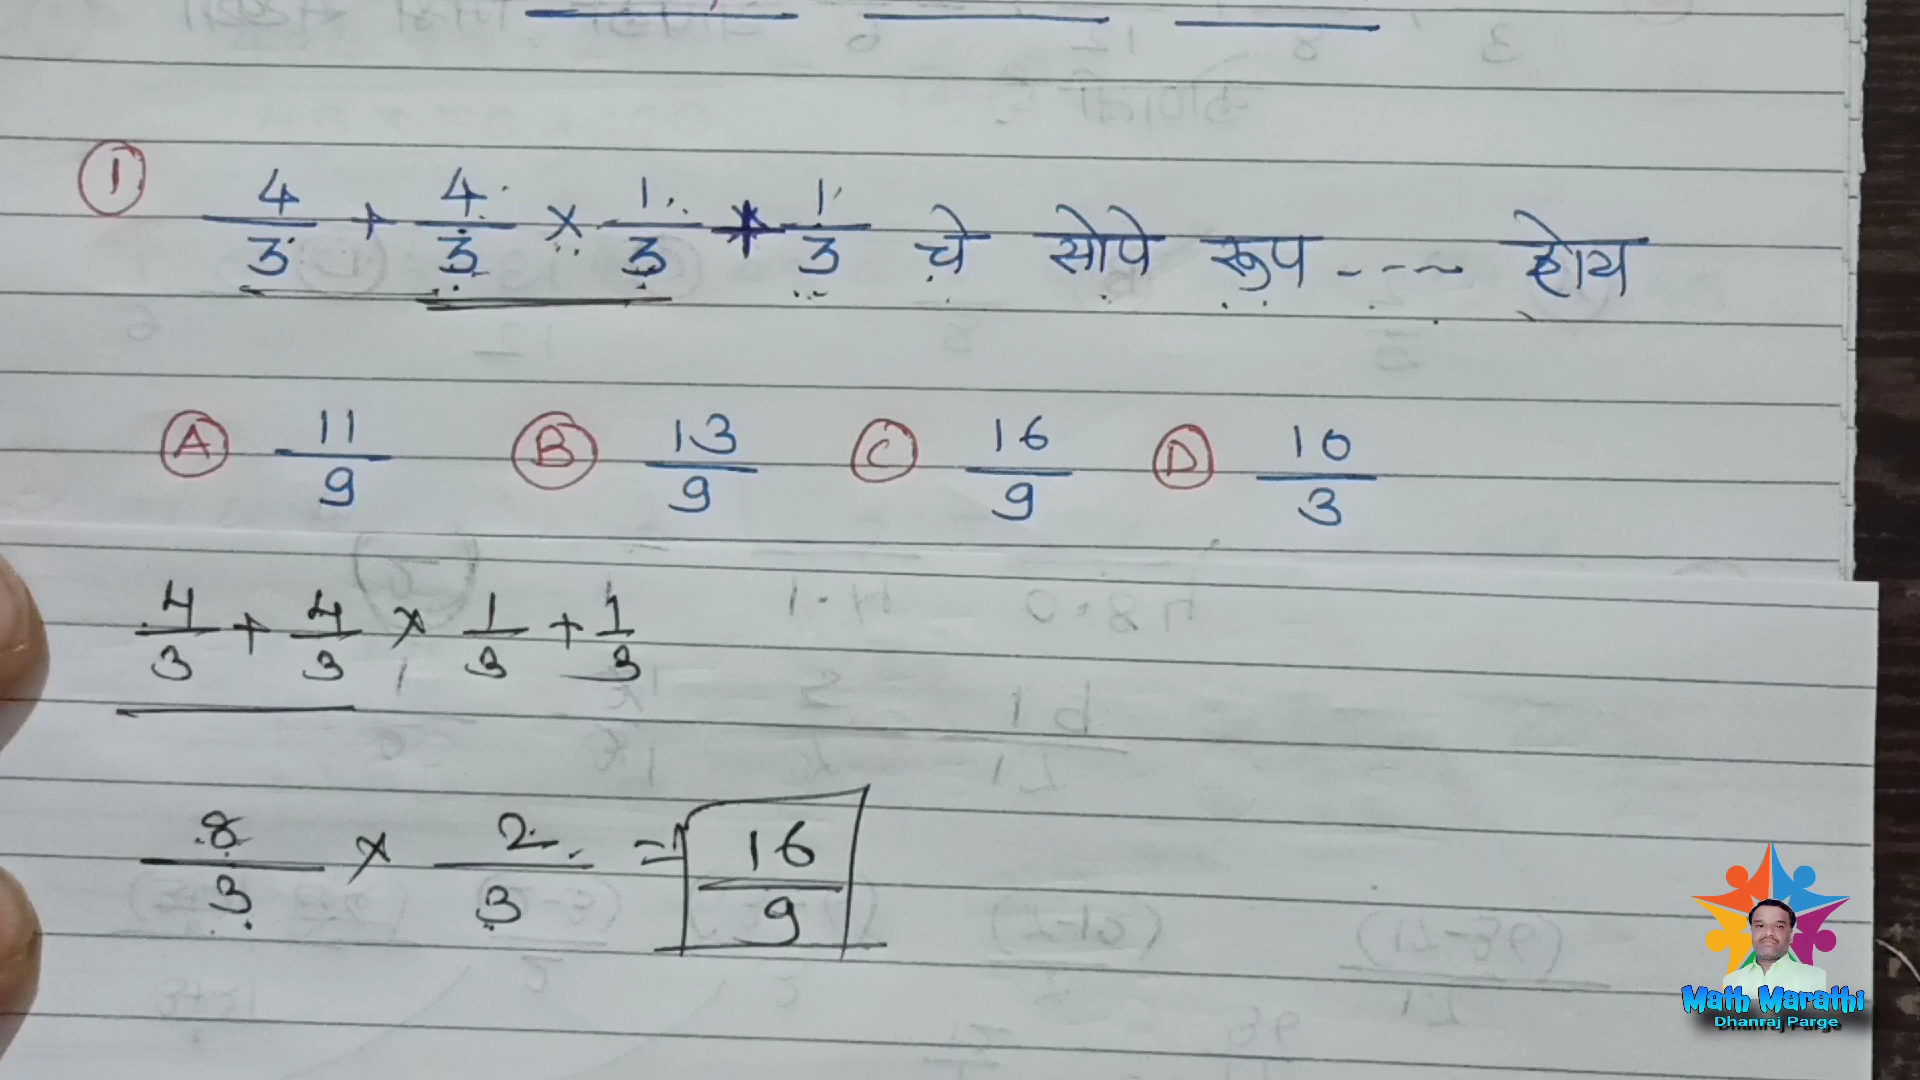 1 4/3 + 4/3 × 1/3 + 1/3 चे सोपे रूप ---- होय
A 11/9 B 13/9 C 16/9 D 10/3
4/3 + 4/3 × 1/3 + 1/3
8/3 × 2/3 = 16/9
Math Marathi
Dhanraj Parge